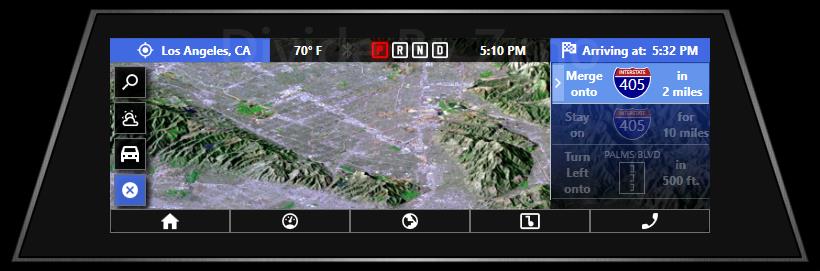 Los Angeles, CA
70° F
P R N D
5:10 PM
Arriving at: 5:32 PM
Merge
onto
INTERSTATE
405
in
2 miles
Stay
on
INTERSTATE
405
for
10 miles
Turn
Left
onto
PALMS BLVD
in
500 ft.